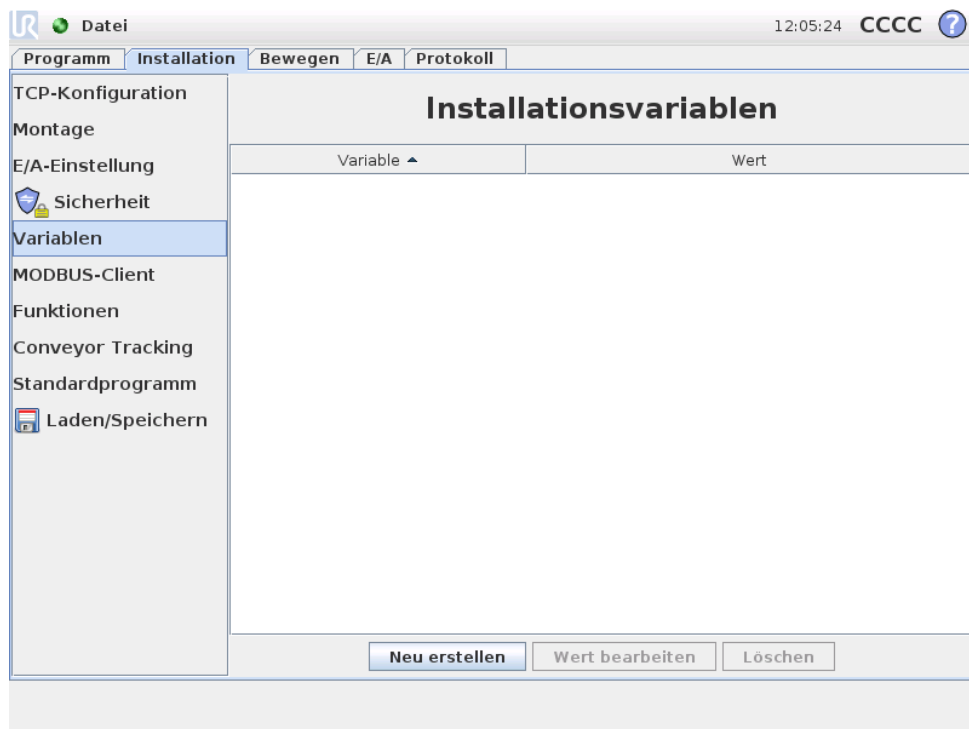 UR Datei 12:05:24 CCCC ?
Programm Installation Bewegen E/A Protokoll
TCP-Konfiguration
Montage
E/A-Einstellung
Sicherheit
Variablen
MODBUS-Client
Funktionen
Conveyor Tracking
Standardprogramm
Laden/Speichern
Installationsvariablen
Variable Wert
Neu erstellen Wert bearbeiten Löschen